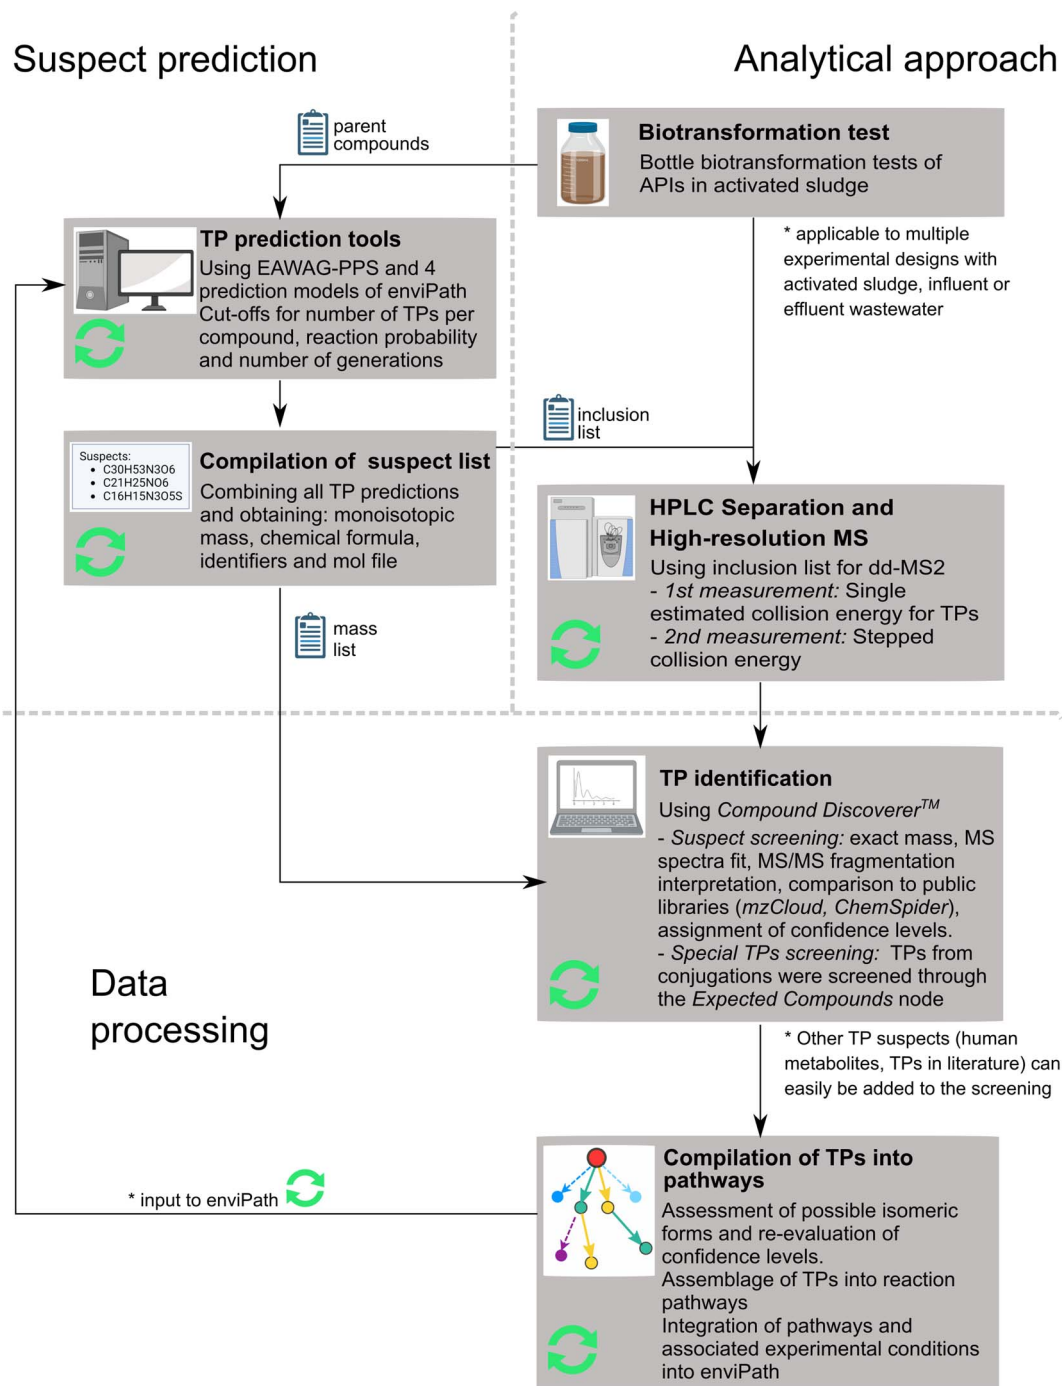 Suspect prediction
Analytical approach
parent
compounds
Biotransformation test
Bottle biotransformation tests of
APIs in activated sludge
TP prediction tools
Using EAWAG-PPS and 4
prediction models of enviPath
Cut-offs for number of TPs per
compound, reaction probability
and number of generations
* applicable to multiple
experimental designs with
activated sludge, influent or
effluent wastewater
inclusion
list
Suspects:
• C30H53N3O6
• C21H25NO6
• C16H15N3O5S
Compilation of suspect list
Combining all TP predictions
and obtaining: monoisotopic
mass, chemical formula,
identifiers and mol file
HPLC Separation and
High-resolution MS
Using inclusion list for dd-MS2
- 1st measurement: Single
estimated collision energy for TPs
- 2nd measurement: Stepped
collision energy
mass
list
TP identification
Using Compound Discoverer™
- Suspect screening: exact mass, MS
spectra fit, MS/MS fragmentation
interpretation, comparison to public
libraries (mzCloud, ChemSpider),
assignment of confidence levels.
- Special TPs screening: TPs from
conjugations were screened through
the Expected Compounds node
Data
processing
* Other TP suspects (human
metabolites, TPs in literature) can
easily be added to the screening
Compilation of TPs into
pathways
Assessment of possible isomeric
forms and re-evaluation of
confidence levels.
Assemblage of TPs into reaction
pathways
Integration of pathways and
associated experimental conditions
into enviPath
* input to enviPath